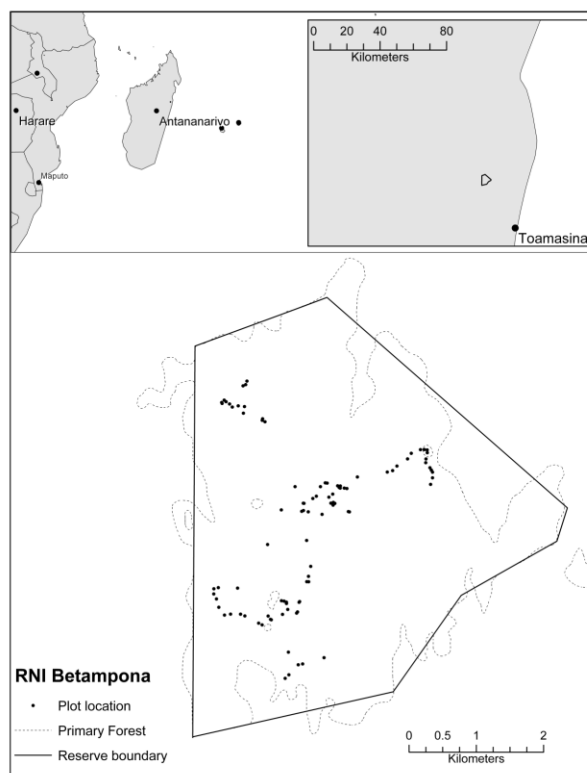 0 20 40 60 80
Kilometers
Harare
Antananarivo
Maputo
Toamasina
RNI Betampona
Plot location
Primary Forest
Reserve boundary
0 0.5 1 2
Kilometers